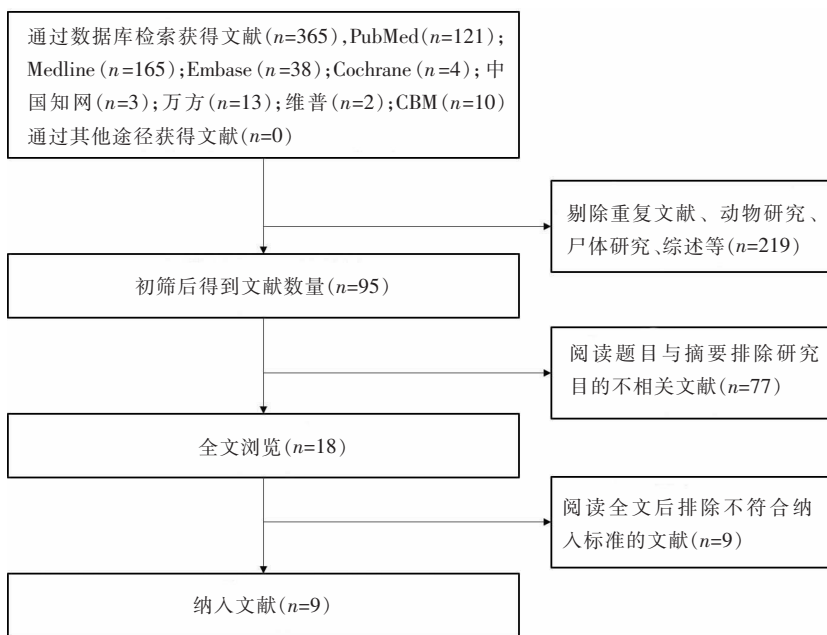 通过数据库检索获得文献(n=365),PubMed(n=121);
Medline(n=165);Embase(n=38);Cochrane(n=4);中
国知网(n=3);万方(n=13);维普(n=2);CBM(n=10)
通过其他途径获得文献(n=0)
剔除重复文献、动物研究、
尸体研究、综述等(n=219)
初筛后得到文献数量(n=95)
阅读题目与摘要排除研究
目的不相关文献(n=77)
全文浏览(n=18)
阅读全文后排除不符合纳
入标准的文献(n=9)
纳入文献(n=9)